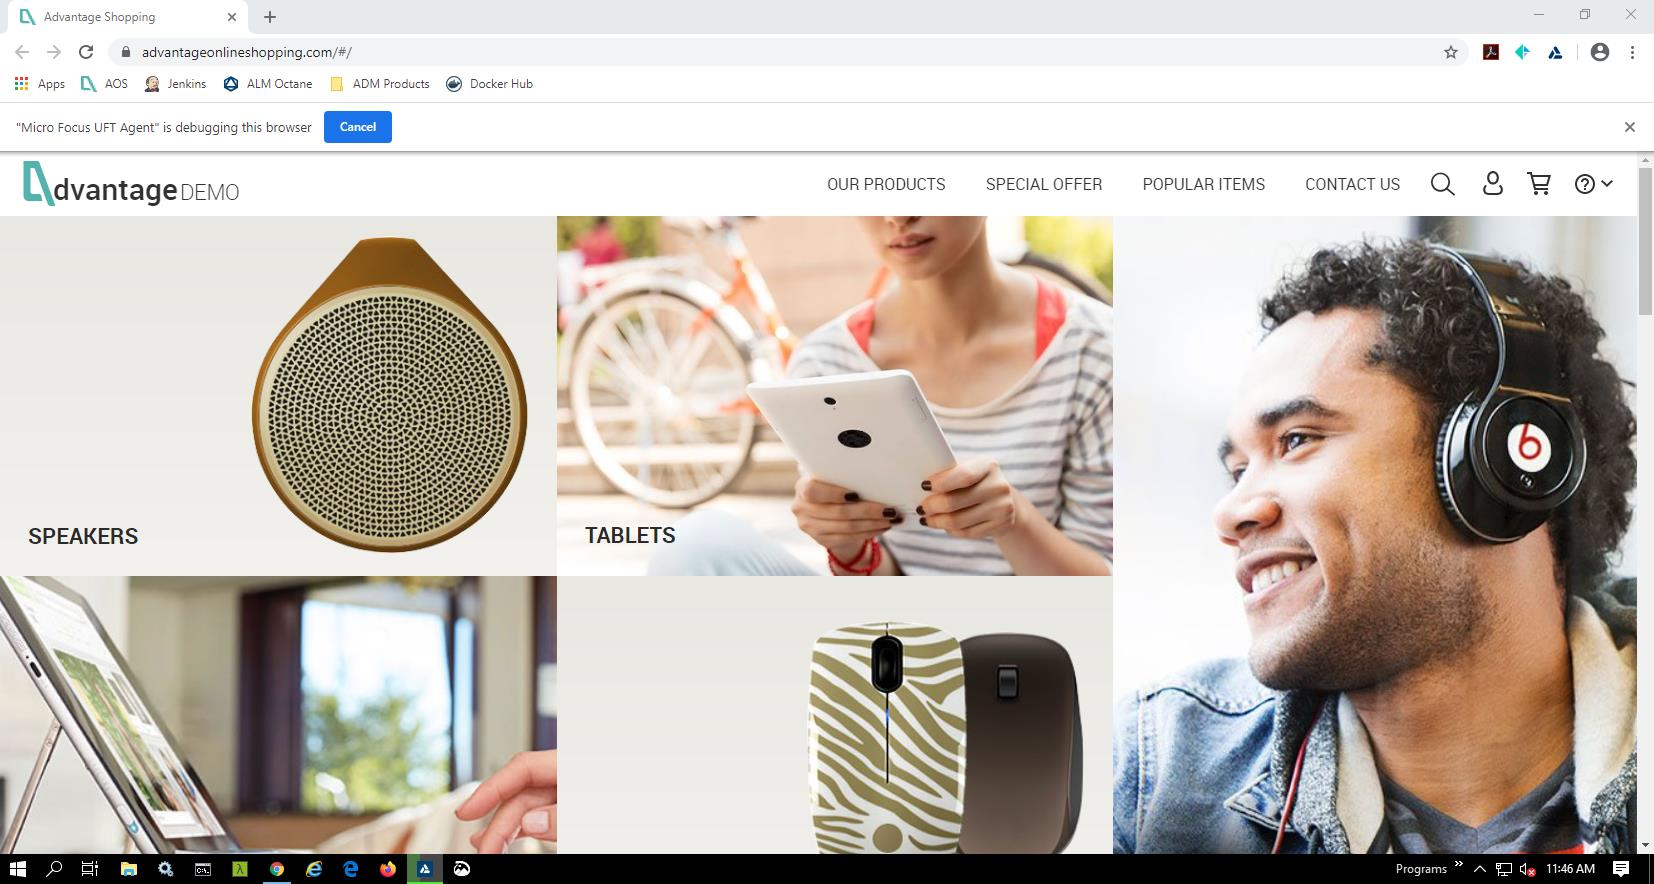 Advantage Shopping
advantageonlineshopping.com/#/
Apps AOS Jenkins ALM Octane ADM Products Docker Hub
"Micro Focus UFT Agent" is debugging this browser Cancel
dvantage DEMO OUR PRODUCTS SPECIAL OFFER POPULAR ITEMS CONTACT US
SPEAKERS
TABLETS
Programs 11:46 AM